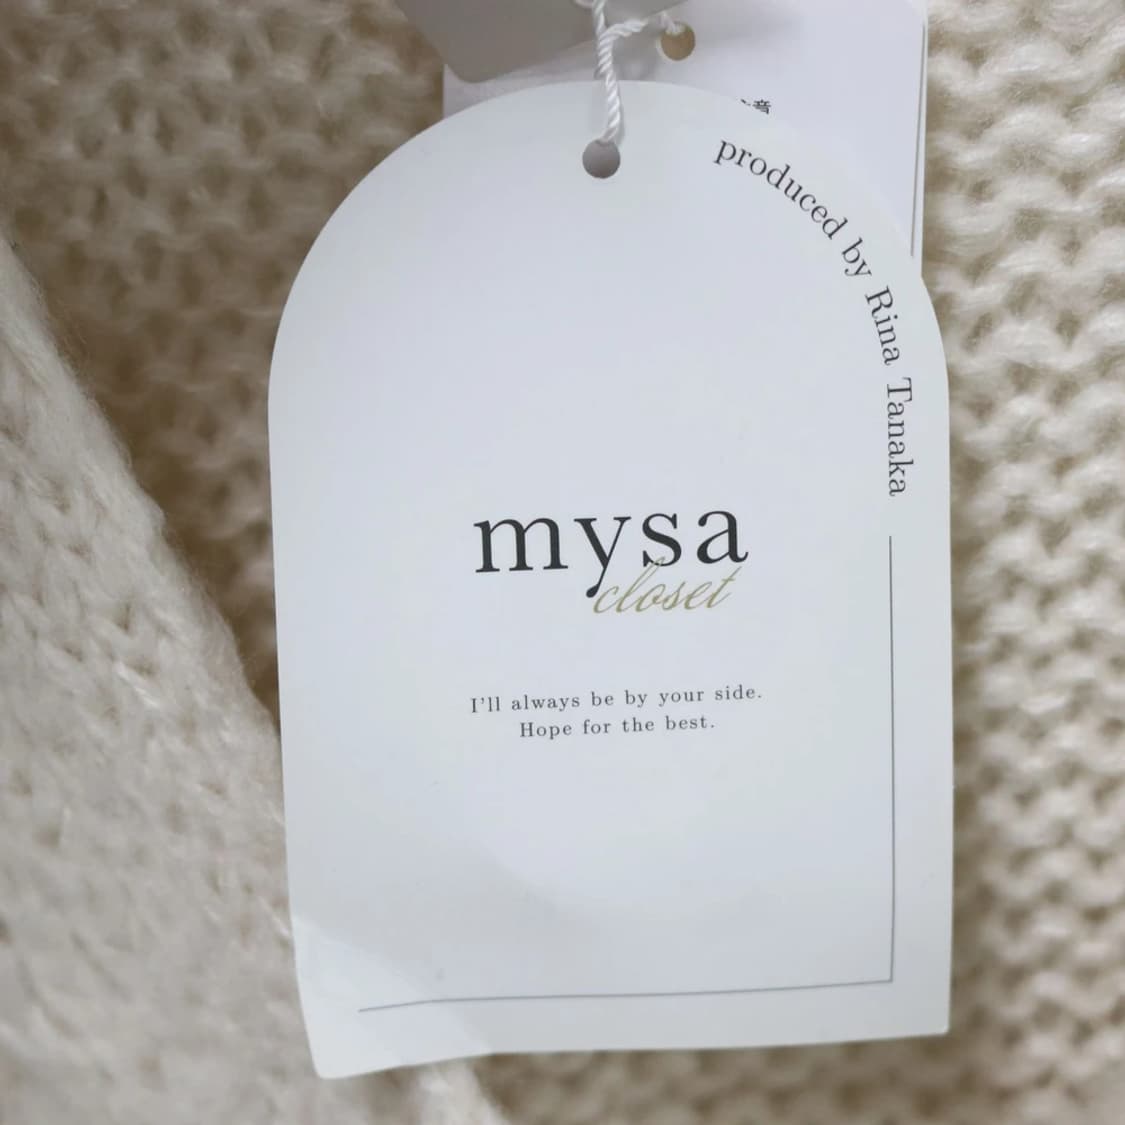 produced by Rina Tanaka
mysa
closet
I'll always be by your side.
Hope for the best.